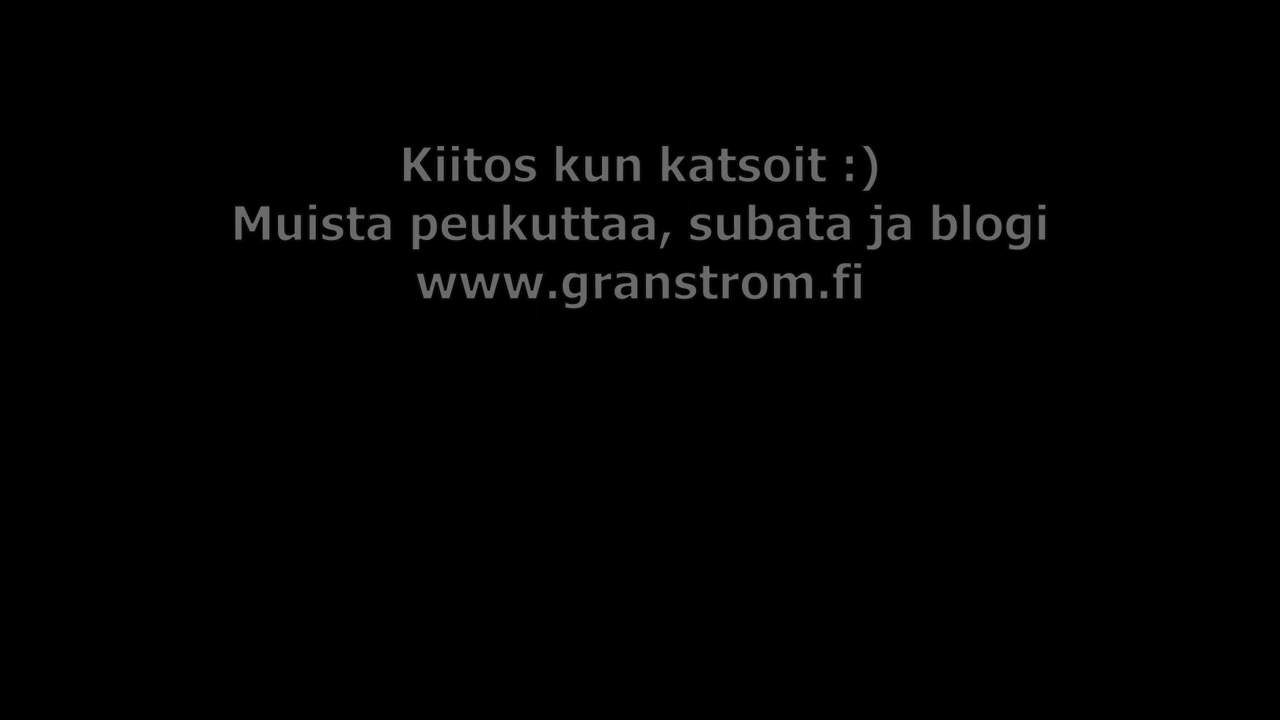 Kiitos kun katsoit :)
Muista peukuttaa, subata ja blogi
www.granstrom.fi